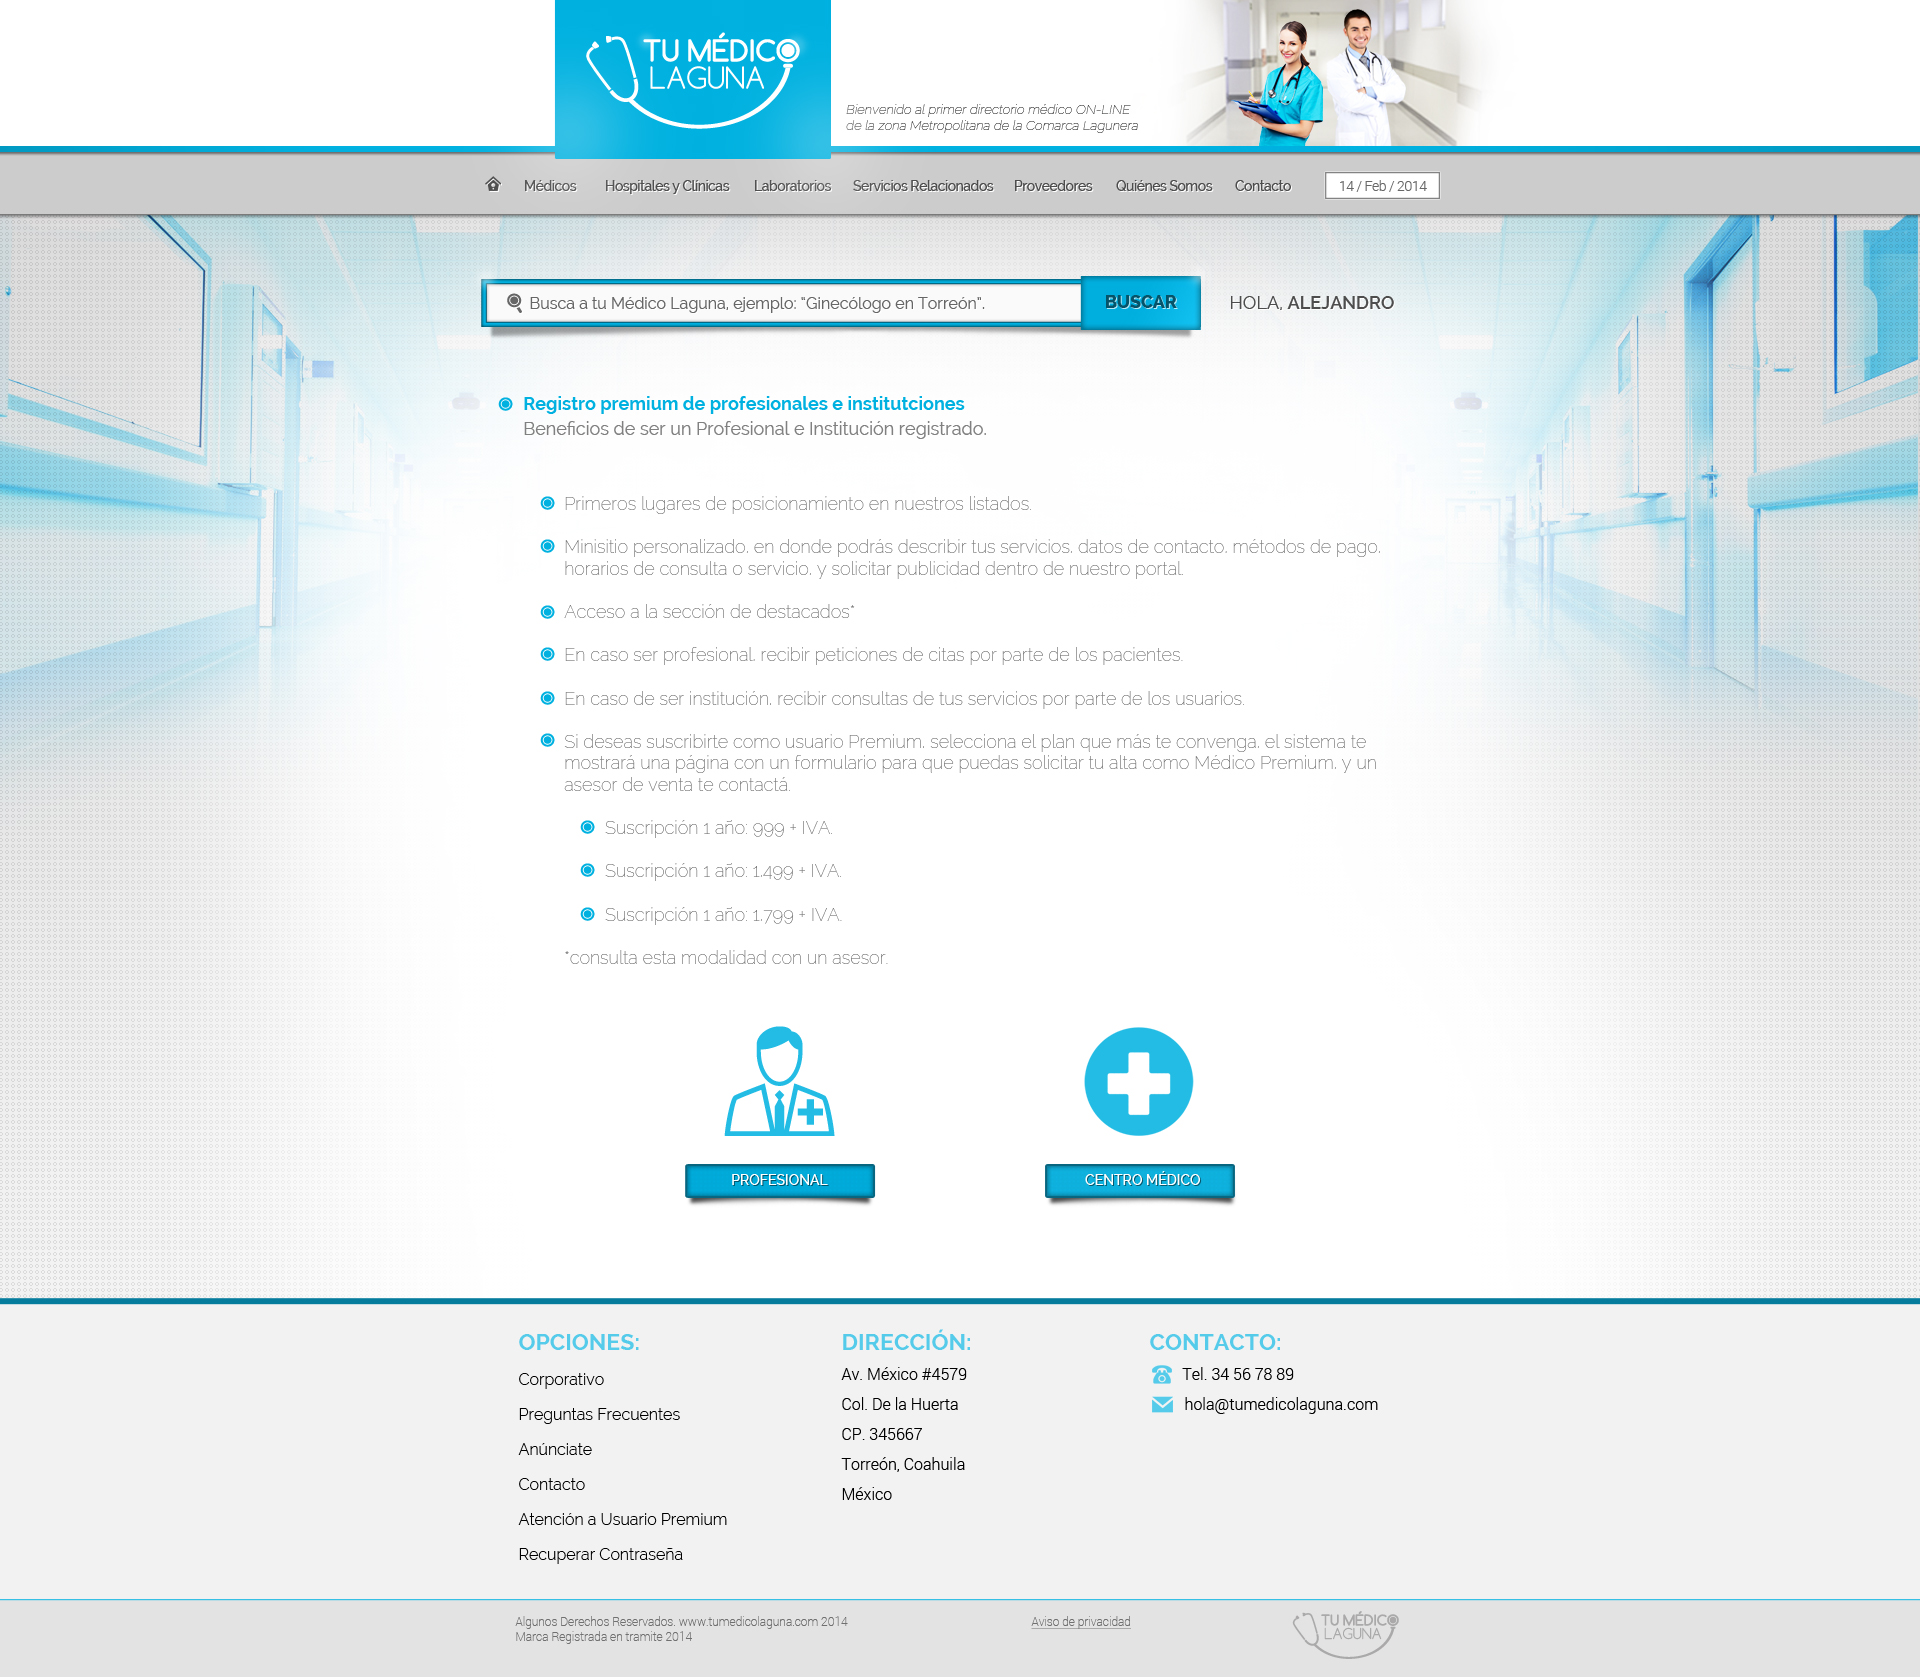 TU MÉDICO
LAGUNA
Bienvenido al primer directorio médico ON-LINE
de la zona Metropolitana de la Comarca Lagunera
Médicos Hospitales y Clínicas Laboratorios Servicios Relacionados Proveedores Quiénes Somos Contacto 14 / Feb / 2014
Busca a tu Médico Laguna, ejemplo: "Ginecólogo en Torreón". BUSCAR HOLA, ALEJANDRO
Registro premium de profesionales e institutciones
Beneficios de ser un Profesional e Institución registrado.
Primeros lugares de posicionamiento en nuestros listados.
Minisitio personalizado, en donde podrás describir tus servicios, datos de contacto, métodos de pago,
horarios de consulta o servicio, y solicitar publicidad dentro de nuestro portal.
Acceso a la sección de destacados*
En caso ser profesional, recibir peticiones de citas por parte de los pacientes.
En caso de ser institución, recibir consultas de tus servicios por parte de los usuarios.
Si deseas suscribirte como usuario Premium, selecciona el plan que más te convenga, el sistema te
mostrará una página con un formulario para que puedas solicitar tu alta como Médico Premium, y un
asesor de venta te contactá.
Suscripción 1 año: 999 + IVA.
Suscripción 1 año: 1,499 + IVA.
Suscripción 1 año: 1,799 + IVA.
*consulta esta modalidad con un asesor.
PROFESIONAL CENTRO MÉDICO
OPCIONES:
Corporativo
Preguntas Frecuentes
Anúnciate
Contacto
Atención a Usuario Premium
Recuperar Contraseña
DIRECCIÓN:
Av. México #4579
Col. De la Huerta
CP. 345667
Torreón, Coahuila
México
CONTACTO:
Tel. 34 56 78 89
hola@tumedicolaguna.com
Algunos Derechos Reservados. www.tumedicolaguna.com 2014
Marca Registrada en tramite 2014
Aviso de privacidad
TU MÉDICO
LAGUNA